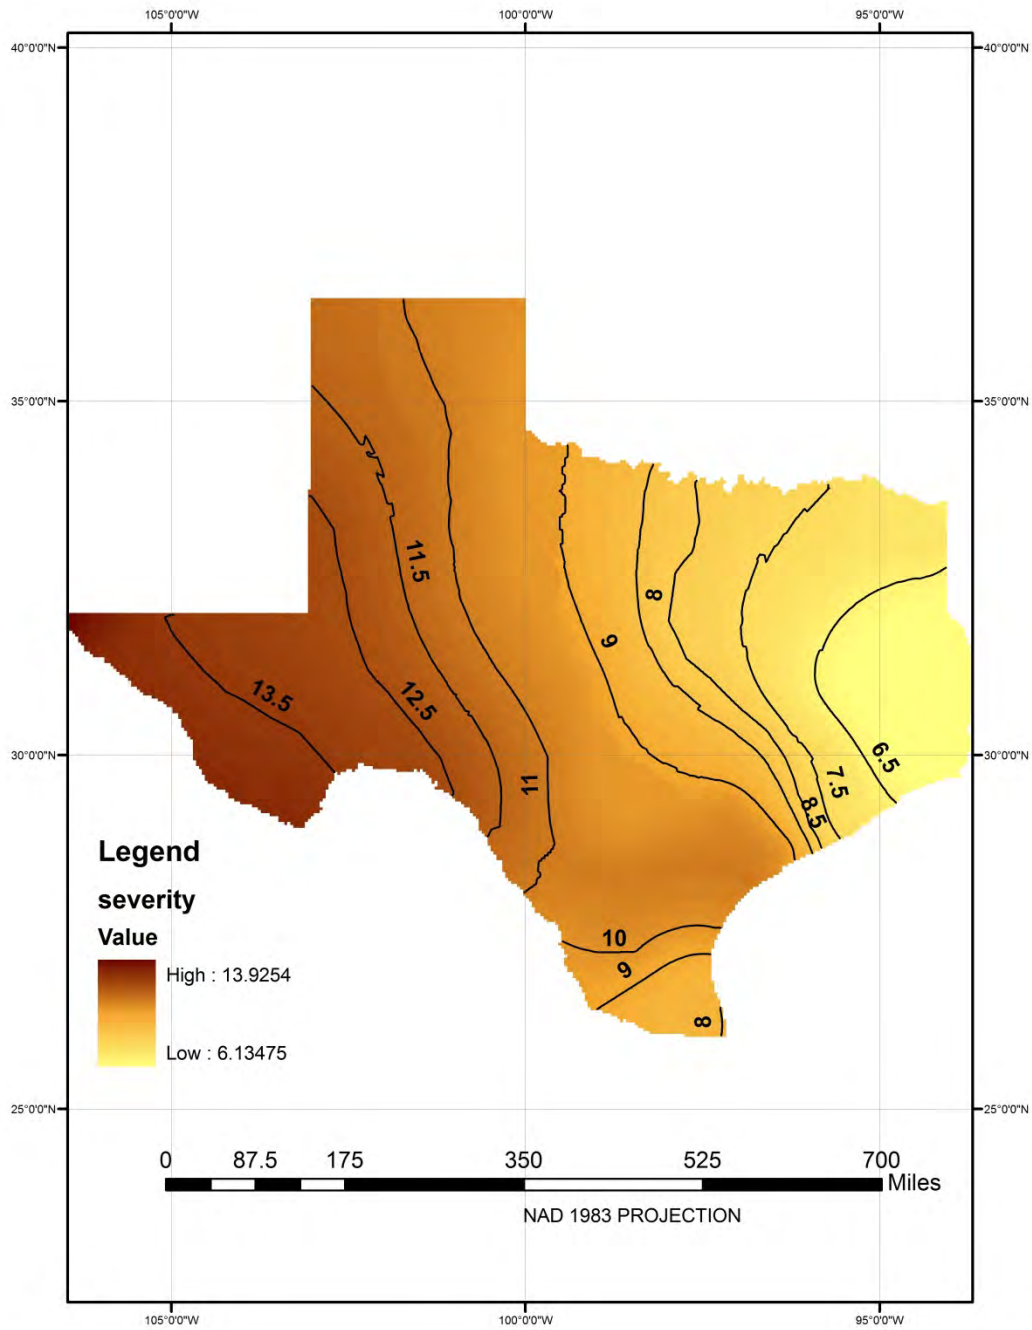 105°0'0"W 100°0'0"W 95°0'0"W
40°0'0"N 40°0'0"N
35°0'0"N 35°0'0"N
11.5
8
9
13.5
12.5
30°0'0"N 30°0'0"N
6.5
7.5
11
8.5
Legend
severity
Value
High : 13.9254
Low : 6.13475
10
9
8
25°0'0"N 25°0'0"N
0 87.5 175 350 525 700
Miles
NAD 1983 PROJECTION
105°0'0"W 100°0'0"W 95°0'0"W